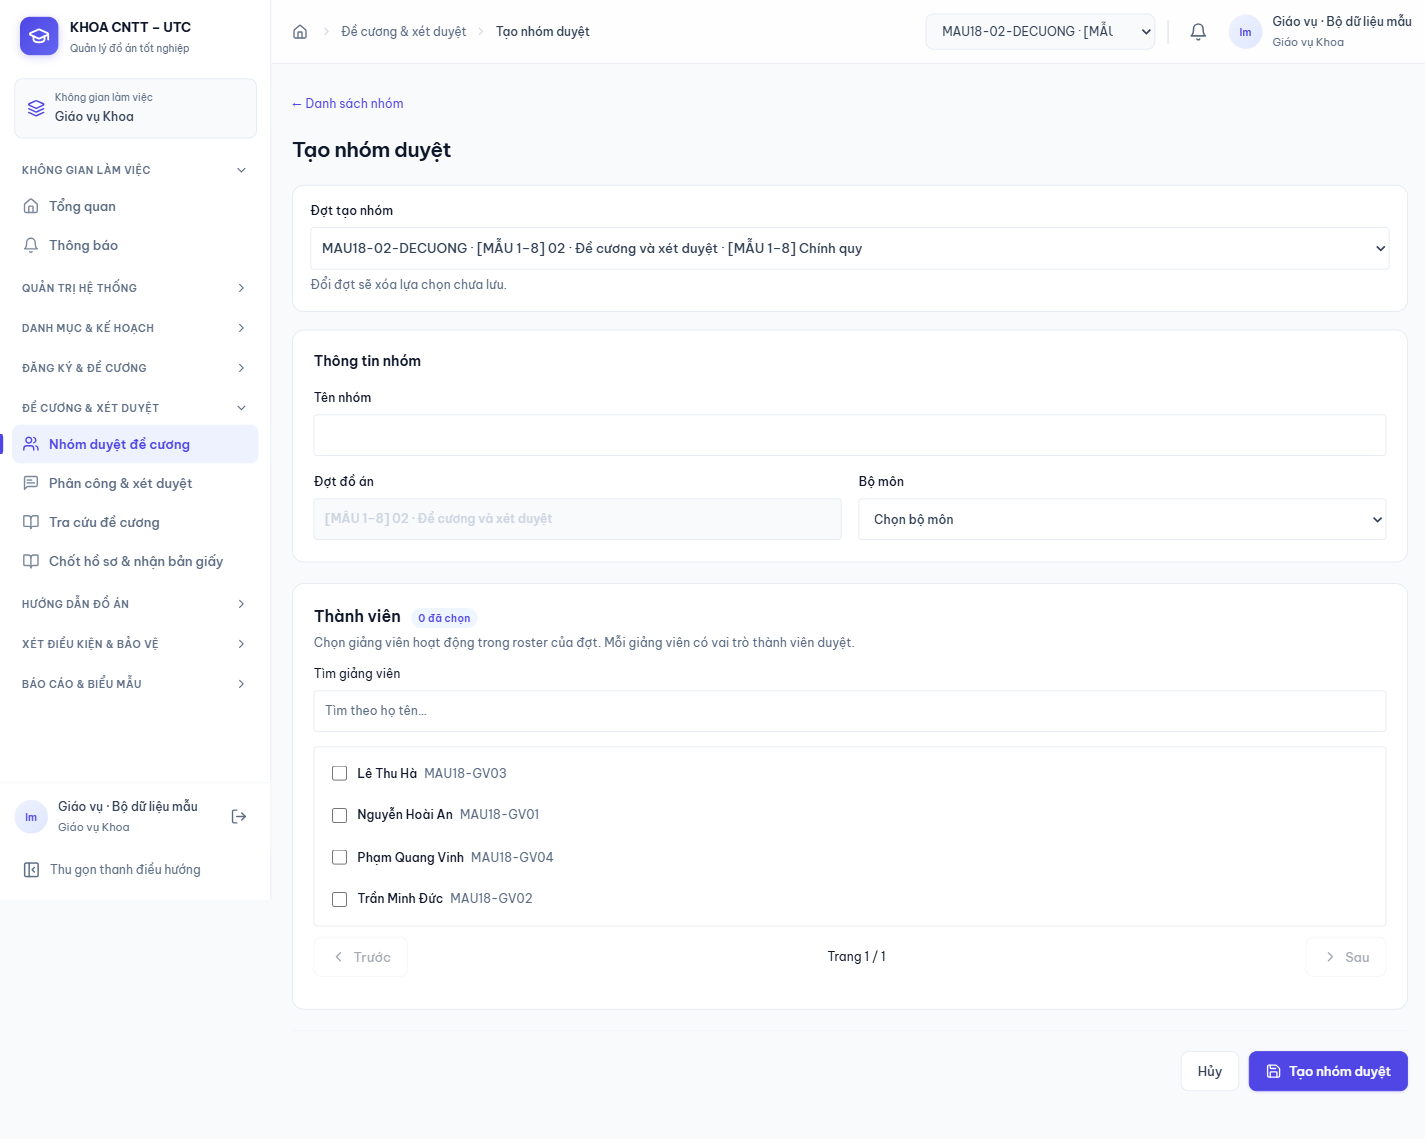 KHOA CNTT – UTC
Quản lý đồ án tốt nghiệp
Không gian làm việc
Giáo vụ Khoa
KHÔNG GIAN LÀM VIỆC
Tổng quan
Thông báo
QUẢN TRỊ HỆ THỐNG
DANH MỤC & KẾ HOẠCH
ĐĂNG KÝ & ĐỀ CƯƠNG
ĐỀ CƯƠNG & XÉT DUYỆT
Nhóm duyệt đề cương
Phân công & xét duyệt
Tra cứu đề cương
Chốt hồ sơ & nhận bản giấy
HƯỚNG DẪN ĐỒ ÁN
XÉT ĐIỀU KIỆN & BẢO VỆ
BÁO CÁO & BIỂU MẪU
Im
Giáo vụ · Bộ dữ liệu mẫu
Giáo vụ Khoa
Thu gọn thanh điều hướng
Đề cương & xét duyệt
Tạo nhóm duyệt
MAU18-02-DECUONG · [MẪU
Im
Giáo vụ · Bộ dữ liệu mẫu
Giáo vụ Khoa
← Danh sách nhóm
Tạo nhóm duyệt
Đợt tạo nhóm
MAU18-02-DECUONG · [MẪU 1–8] 02 · Đề cương và xét duyệt · [MẪU 1–8] Chính quy
Đổi đợt sẽ xóa lựa chọn chưa lưu.
Thông tin nhóm
Tên nhóm
Đợt đồ án
[MẪU 1–8] 02 · Đề cương và xét duyệt
Bộ môn
Chọn bộ môn
Thành viên
0 đã chọn
Chọn giảng viên hoạt động trong roster của đợt. Mỗi giảng viên có vai trò thành viên duyệt.
Tìm giảng viên
Tìm theo họ tên...
Lê Thu Hà MAU18-GV03
Nguyễn Hoài An MAU18-GV01
Phạm Quang Vinh MAU18-GV04
Trần Minh Đức MAU18-GV02
Trước
Trang 1 / 1
Sau
Hủy
Tạo nhóm duyệt